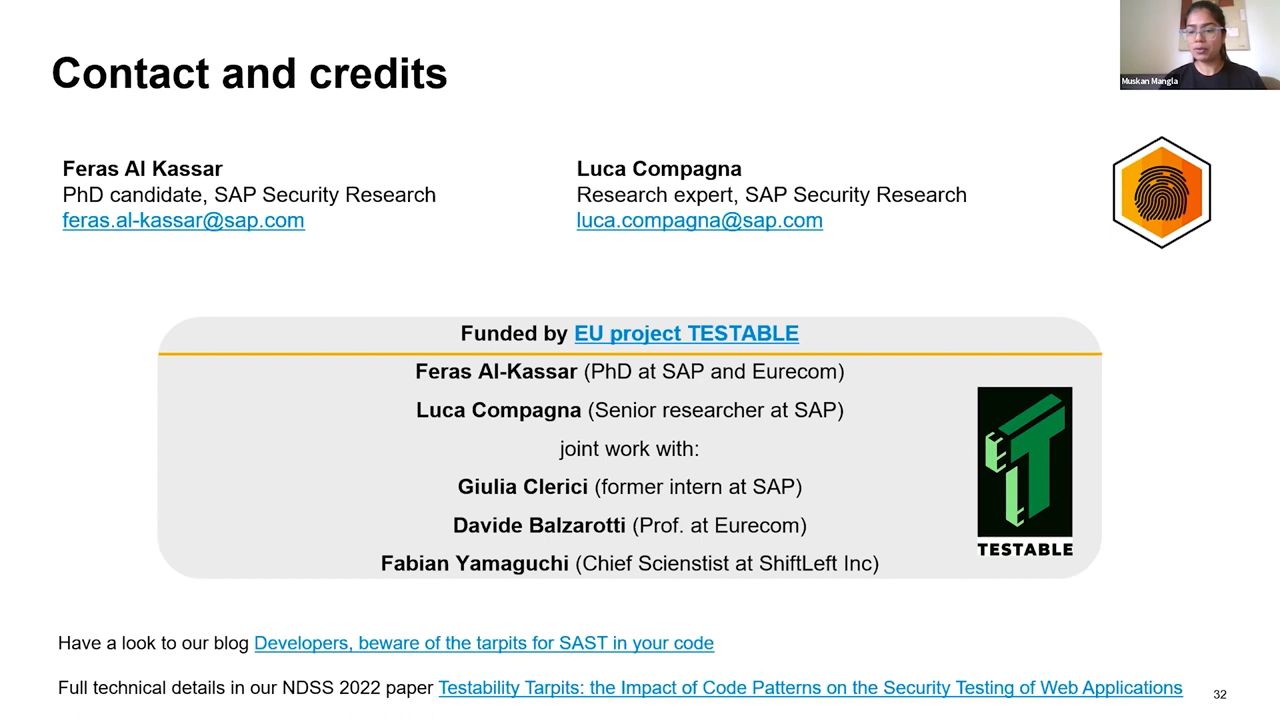 Contact and credits
Muskan Mangla
Feras Al Kassar
PhD candidate, SAP Security Research
feras.al-kassar@sap.com
Luca Compagna
Research expert, SAP Security Research
luca.compagna@sap.com
Funded by EU project TESTABLE
Feras Al-Kassar (PhD at SAP and Eurecom)
Luca Compagna (Senior researcher at SAP)
joint work with:
Giulia Clerici (former intern at SAP)
Davide Balzarotti (Prof. at Eurecom)
Fabian Yamaguchi (Chief Scienstist at ShiftLeft Inc)
TESTABLE
Have a look to our blog Developers, beware of the tarpits for SAST in your code
Full technical details in our NDSS 2022 paper Testability Tarpits: the Impact of Code Patterns on the Security Testing of Web Applications
32